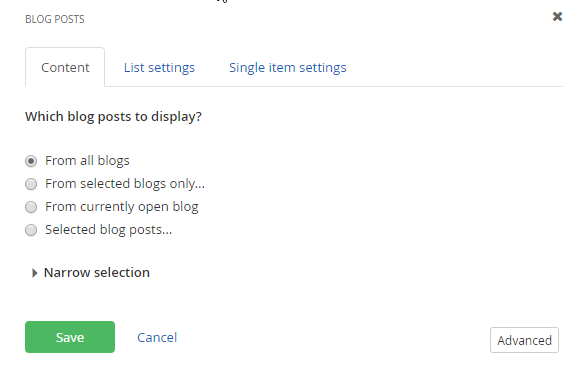 BLOG POSTS
Content List settings Single item settings
Which blog posts to display?
From all blogs
From selected blogs only...
From currently open blog
Selected blog posts...
Narrow selection
Save Cancel Advanced